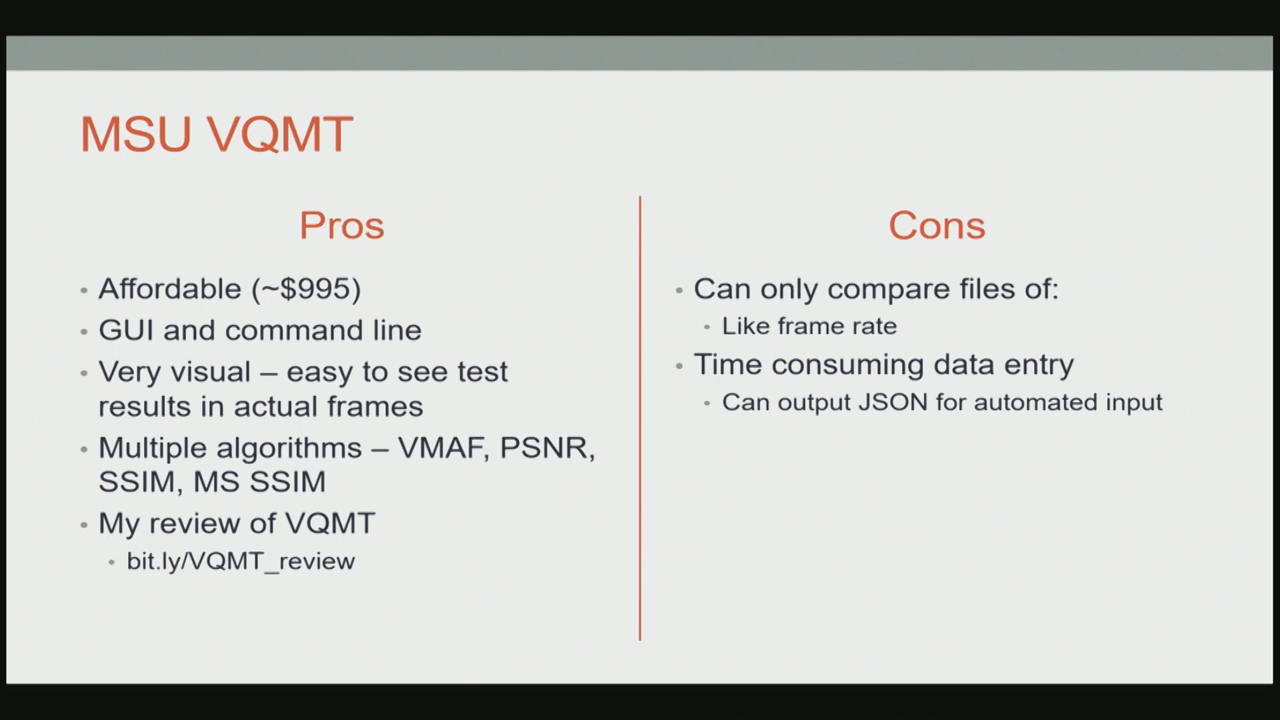 MSU VQMT
Pros
• Affordable (~$995)
• GUI and command line
• Very visual – easy to see test
results in actual frames
• Multiple algorithms – VMAF, PSNR,
SSIM, MS SSIM
• My review of VQMT
• bit.ly/VQMT_review
Cons
• Can only compare files of:
• Like frame rate
• Time consuming data entry
• Can output JSON for automated input